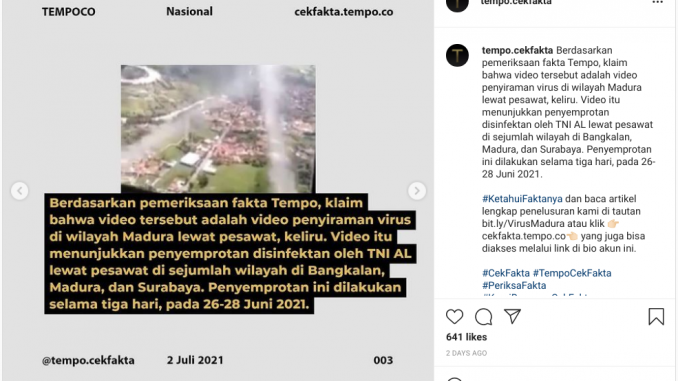 TEMPOCO Nasional cekfakta.tempo.co
Berdasarkan pemeriksaan fakta Tempo, klaim
bahwa video tersebut adalah video penyiraman virus
di wilayah Madura lewat pesawat, keliru. Video itu
menunjukkan penyemprotan disinfektan oleh TNI AL
lewat pesawat di sejumlah wilayah di Bangkalan,
Madura, dan Surabaya. Penyemprotan ini dilakukan
selama tiga hari, pada 26-28 Juni 2021.
@tempo.cekfakta 2 Juli 2021 003
tempo.cekfakta
tempo.cekfakta Berdasarkan
pemeriksaan fakta Tempo, klaim
bahwa video tersebut adalah video
penyiraman virus di wilayah Madura
lewat pesawat, keliru. Video itu
menunjukkan penyemprotan
disinfektan oleh TNI AL lewat pesawat
di sejumlah wilayah di Bangkalan,
Madura, dan Surabaya. Penyemprotan
ini dilakukan selama tiga hari, pada 26-
28 Juni 2021.
#KetahuiFaktanya dan baca artikel
lengkap penelusuran kami di tautan
bit.ly/VirusMadura atau klik 👉🏻
cekfakta.tempo.co👈🏻 yang juga bisa
diakses melalui link di bio akun ini.
#CekFakta #TempoCekFakta
#PeriksaFakta
641 likes
2 DAYS AGO